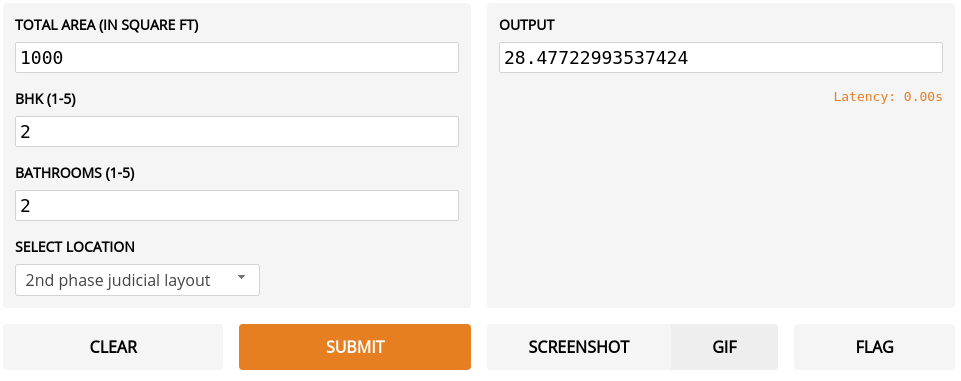 TOTAL AREA (IN SQUARE FT)
1000
BHK (1-5)
2
BATHROOMS (1-5)
2
SELECT LOCATION
2nd phase judicial layout
CLEAR
SUBMIT
OUTPUT
28.47722993537424
Latency: 0.00s
SCREENSHOT
GIF
FLAG